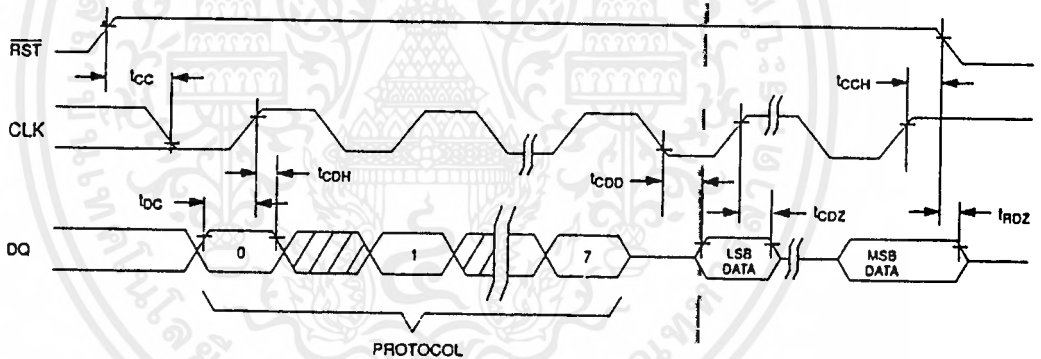 RST
tCC
tCCH
CLK
tCDH
tCDD
tDC
tCDZ
tRDZ
DQ
0
1
7
LSB DATA
MSB DATA
PROTOCOL